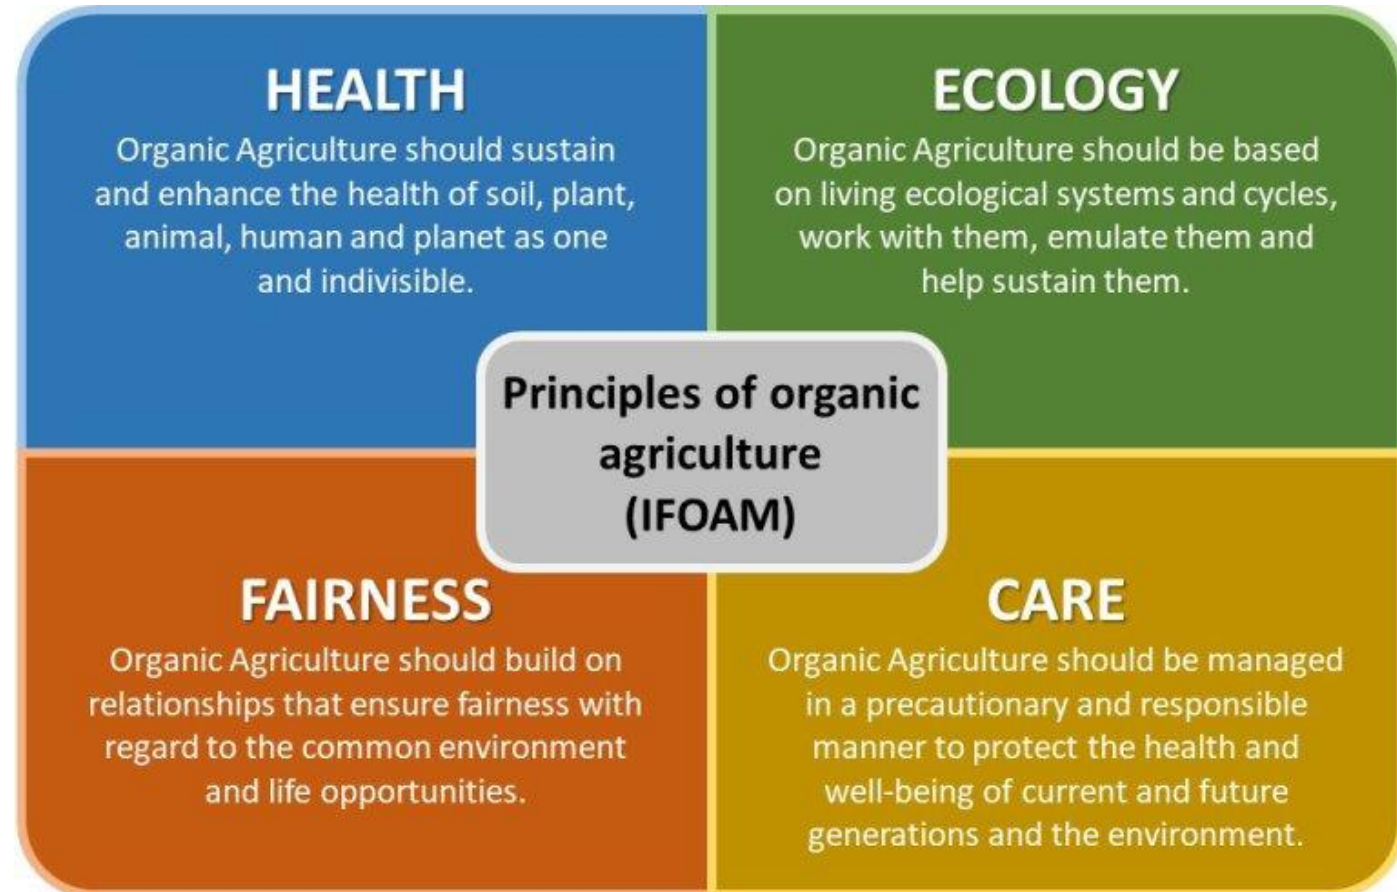 HEALTH
Organic Agriculture should sustain
and enhance the health of soil, plant,
animal, human and planet as one
and indivisible.
ECOLOGY
Organic Agriculture should be based
on living ecological systems and cycles,
work with them, emulate them and
help sustain them.
Principles of organic
agriculture
(IFOAM)
FAIRNESS
Organic Agriculture should build on
relationships that ensure fairness with
regard to the common environment
and life opportunities.
CARE
Organic Agriculture should be managed
in a precautionary and responsible
manner to protect the health and
well-being of current and future
generations and the environment.